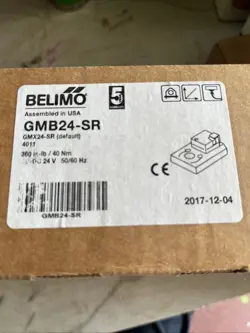 BELIMO
5
Assembled in USA
GMB24-SR
GMX24-SR (default)
4011
360 in-lb / 40 Nm
24 V 50/60 Hz
CE
2017-12-04
GMB24-SR